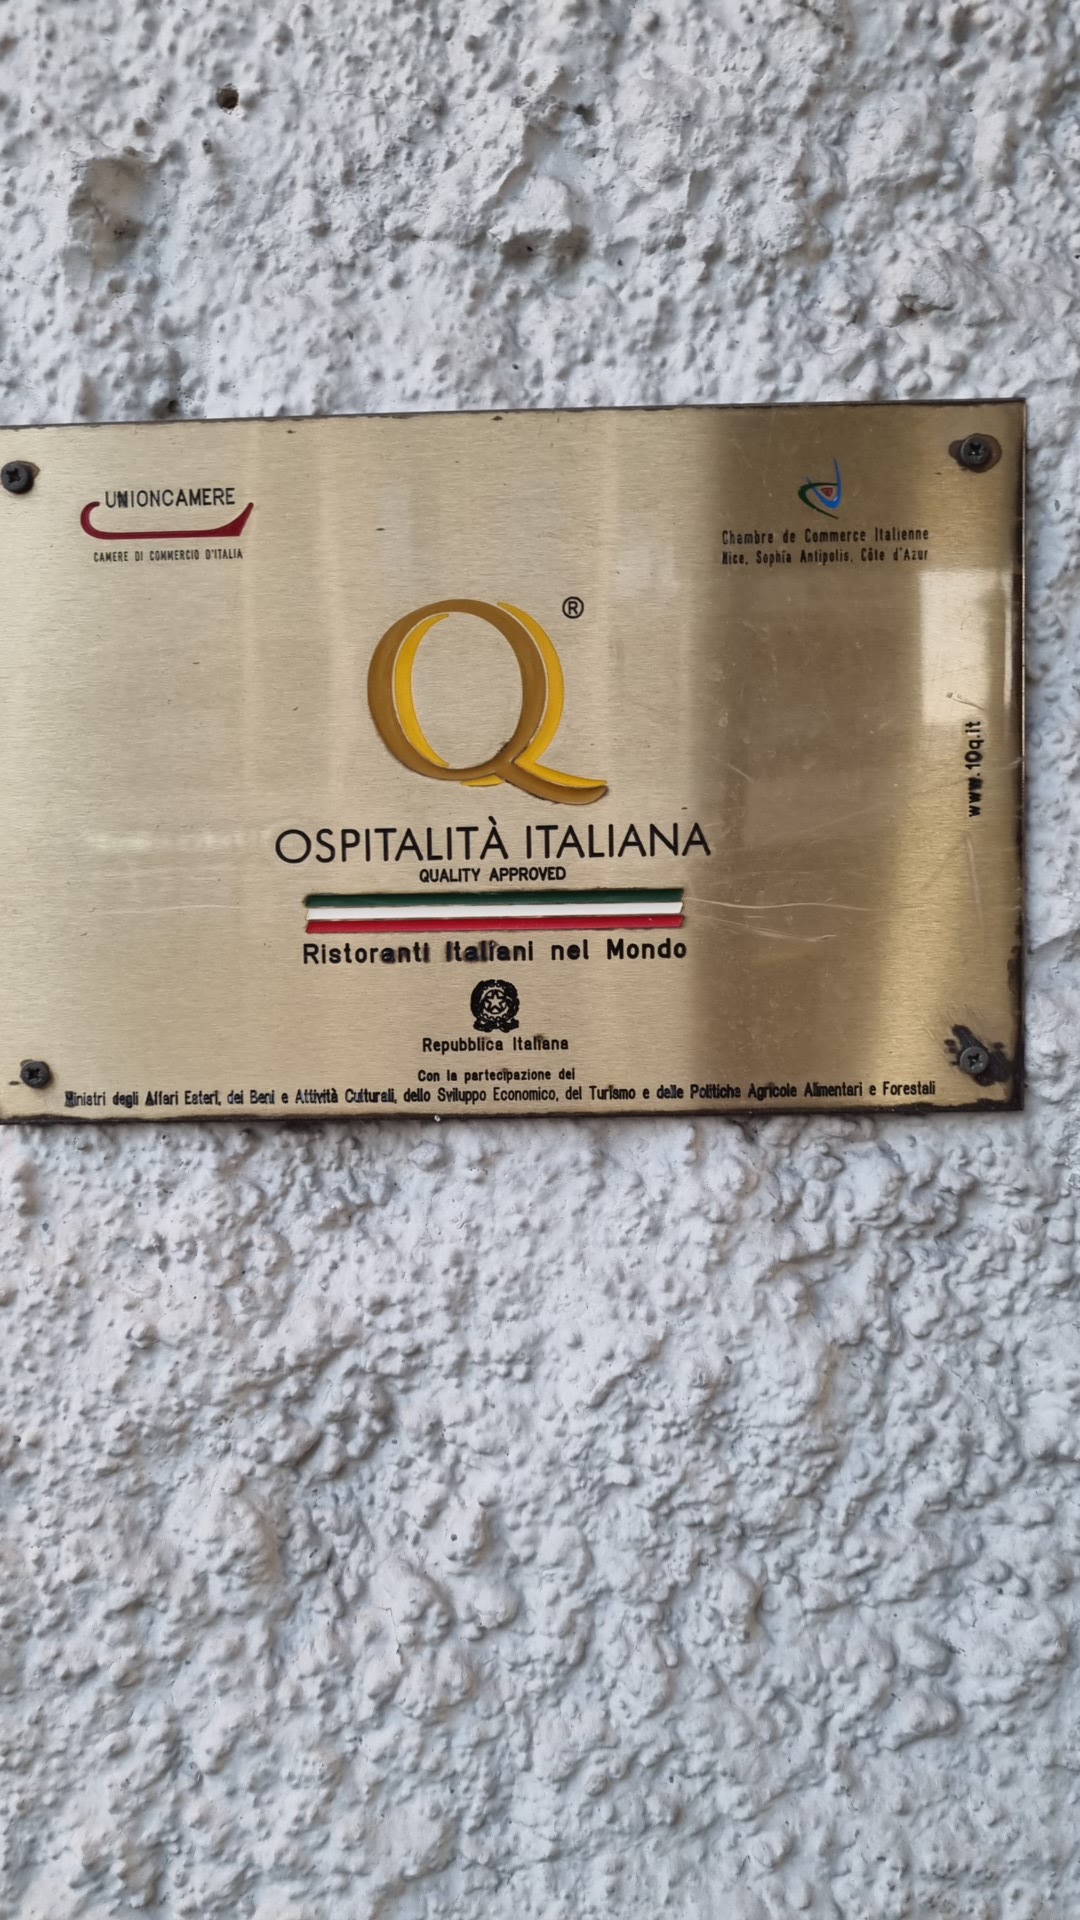 UNIONCAMERE
CAMERE DI COMMERCIO D'ITALIA
Chambre de Commerce Italienne
Nice, Sophia Antipolis, Côte d'Azur
Q ®
www.10q.it
OSPITALITÀ ITALIANA
QUALITY APPROVED
Ristoranti Italiani nel Mondo
Repubblica Italiana
Con la partecipazione dei
Ministri degli Affari Esteri, dei Beni e Attività Culturali, dello Sviluppo Economico, del Turismo e delle Politiche Agricole Alimentari e Forestali